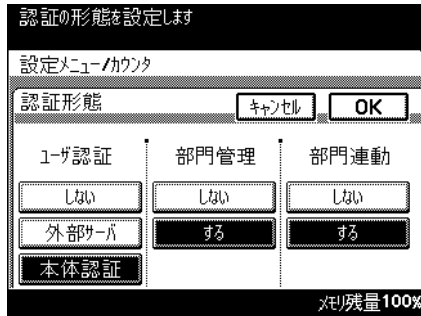 認証の形態を設定します
設定メニュー/カウンタ
認証形態
キャンセル
OK
ユーザ認証
部門管理
部門連動
しない
しない
しない
外部サーバ
する
する
本体認証
メモリ残量100%